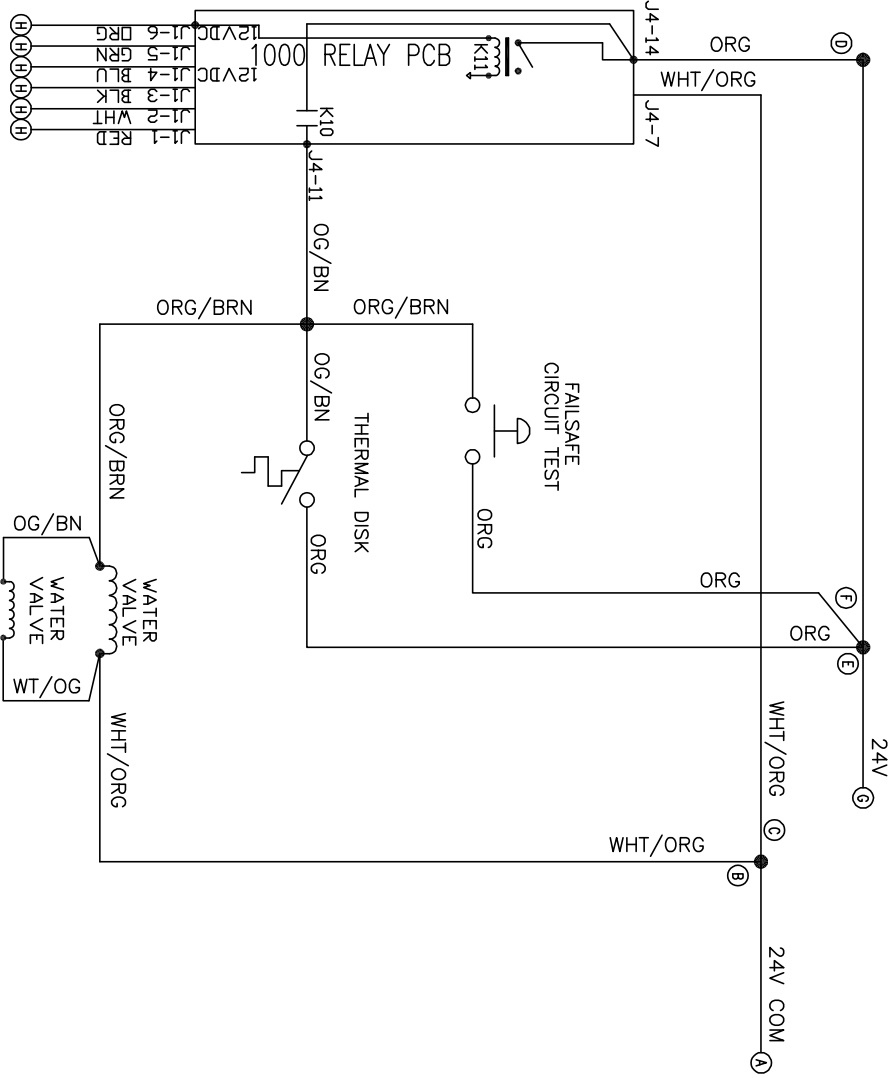 J4-14
ORG
D
12VDC
J1-6 ORG
H
J1-5 GRN
H
12VDC
J1-4 BLU
H
J1-3 BLK
H
J1-2 WHT
H
J1-1 RED
H
1000 RELAY PCB
K11
WHT/ORG
J4-7
K10
J4-11
OG/BN
ORG/BRN
ORG/BRN
OG/BN
FAILSAFE
CIRCUIT TEST
THERMAL DISK
ORG/BRN
ORG
ORG
ORG
F
ORG
E
OG/BN
WATER
VALVE
WATER
VALVE
WT/OG
WHT/ORG
WHT/ORG
24V
G
C
WHT/ORG
B
24V COM
A